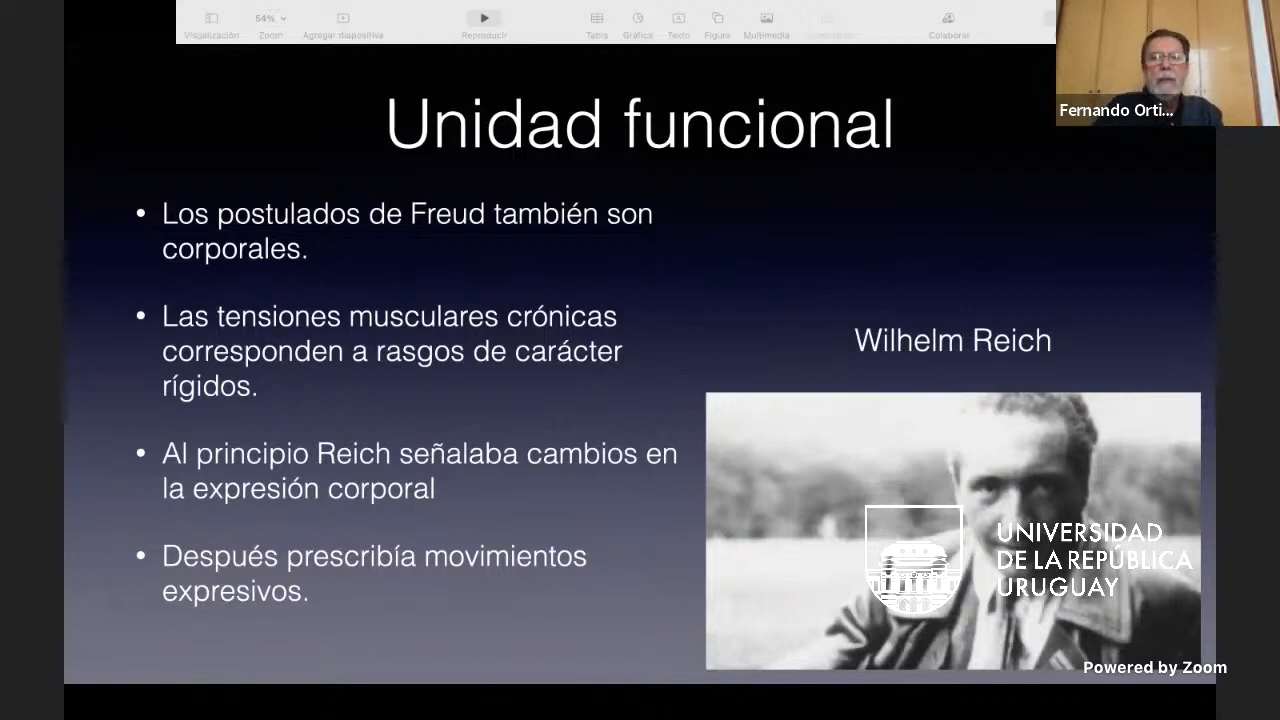 Visualización
54%
Zoom
Agregar diapositiva
Reproducir
Tabla
Gráfica
Texto
Figura
Multimedia
Colaborar
Fernando Orti...
Unidad funcional
• Los postulados de Freud también son
corporales.
• Las tensiones musculares crónicas
corresponden a rasgos de carácter
rígidos.
• Al principio Reich señalaba cambios en
la expresión corporal
• Después prescribía movimientos
expresivos.
Wilhelm Reich
UNIVERSIDAD
DE LA REPÚBLICA
URUGUAY
Powered by Zoom